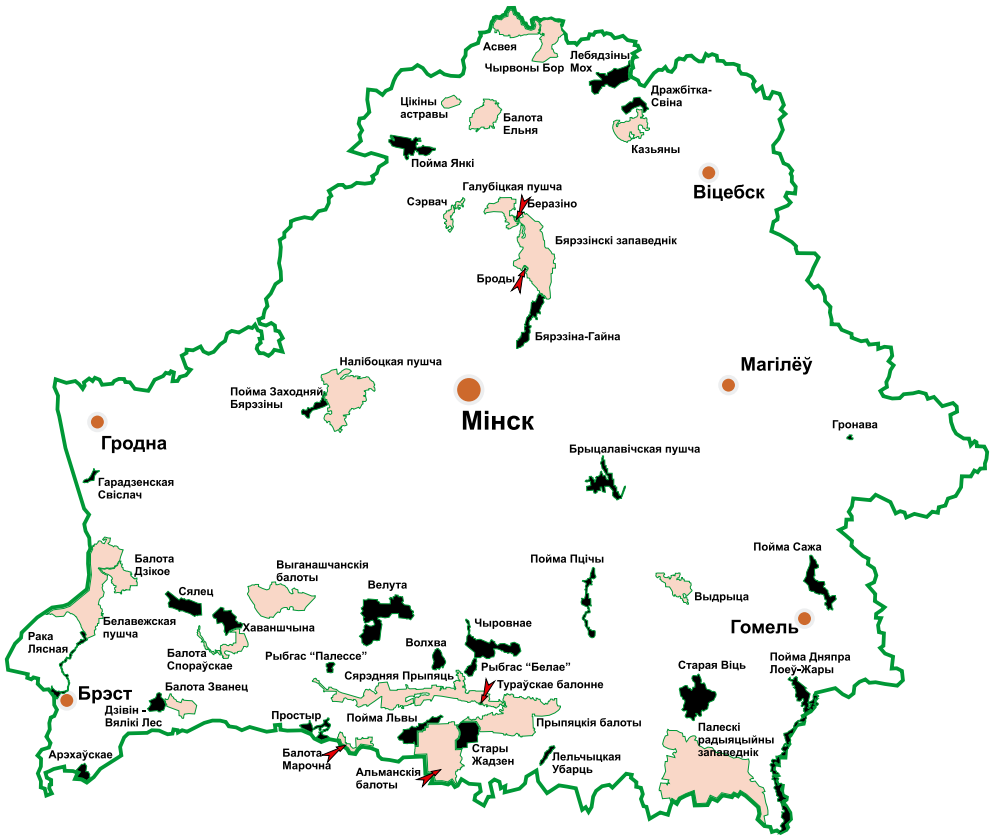 Асвея
Чырвоны Бор
Лебядзіны
Мох
Дражбітка-
Свіна
Цікіны
астравы
Балота
Ельня
Казьяны
Пойма Янкі
Віцебск
Галубіцкая пушча
Сэрвач
Беразіно
Бярэзінскі запаведнік
Броды
Бярэзіна-Гайна
Налібоцкая пушча
Магілёў
Пойма Заходняй
Бярэзіны
Мінск
Гронава
Гродна
Брыцалавічская пушча
Гарадзенская
Свіслач
Пойма Сажа
Балота
Дзікое
Выганашчанскія
балоты
Пойма Пцічы
Сялец
Велута
Выдрыца
Белавежская
пушча
Хаваншчына
Чыровнае
Гомель
Рака
Лясная
Балота
Спораўскае
Волхва
Рыбгас “Палессе”
Рыбгас “Белае”
Старая Віць
Пойма Дняпра
Лоеў-Жары
Сярэдняя Прыпяць
Тураўскае балонне
Брэст
Балота Званец
Дзівін -
Вялікі Лес
Простыр
Пойма Львы
Прыпяцкія балоты
Палескі
радыяцыйны
запаведнік
Арэхаўскае
Балота
Марочна
Стары
Жадзен
Лельчыцкая
Убарць
Альманскія
балоты